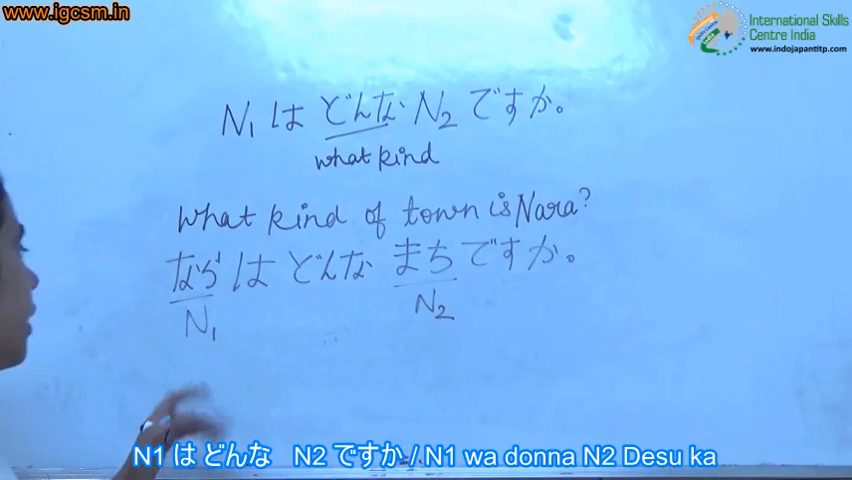 www.igcsm.in
International Skills
Centre India
www.indojapantitp.com
N1 は どんな N2 ですか。
what kind
What kind of town is Nara?
ならは どんな まちですか。
N1 N2
N1 は どんな N2 ですか / N1 wa donna N2 Desu ka